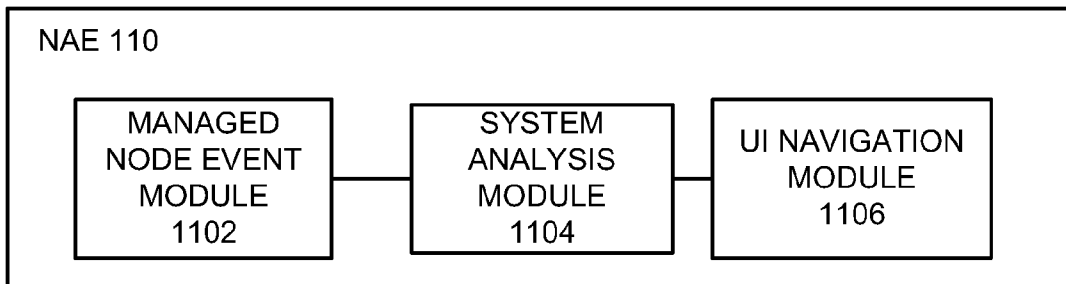 NAE 110
MANAGED
NODE EVENT
MODULE
1102
SYSTEM
ANALYSIS
MODULE
1104
UI NAVIGATION
MODULE
1106